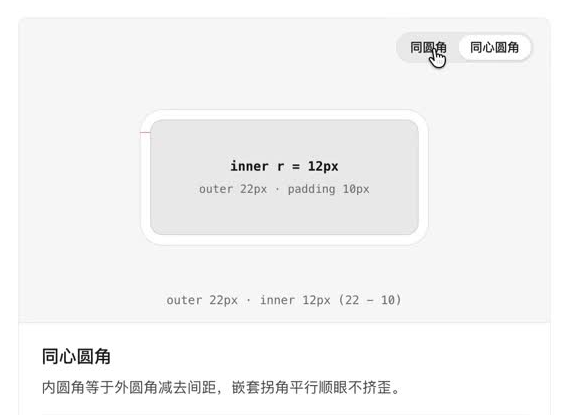 同圆角 同心圆角
inner r = 12px
outer 22px · padding 10px
outer 22px · inner 12px (22 − 10)
同心圆角
内圆角等于外圆角减去间距，嵌套拐角平行顺眼不挤歪。